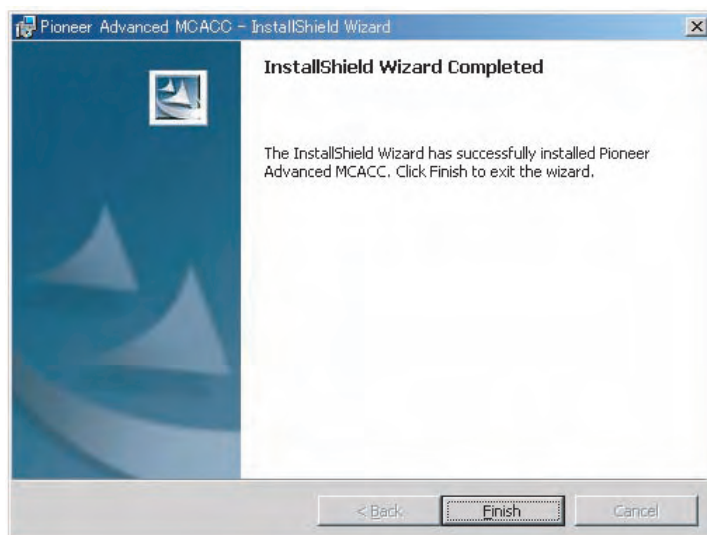 Pioneer Advanced MCACC - InstallShield Wizard
InstallShield Wizard Completed
The InstallShield Wizard has successfully installed Pioneer
Advanced MCACC. Click Finish to exit the wizard.
< Back
Finish
Cancel